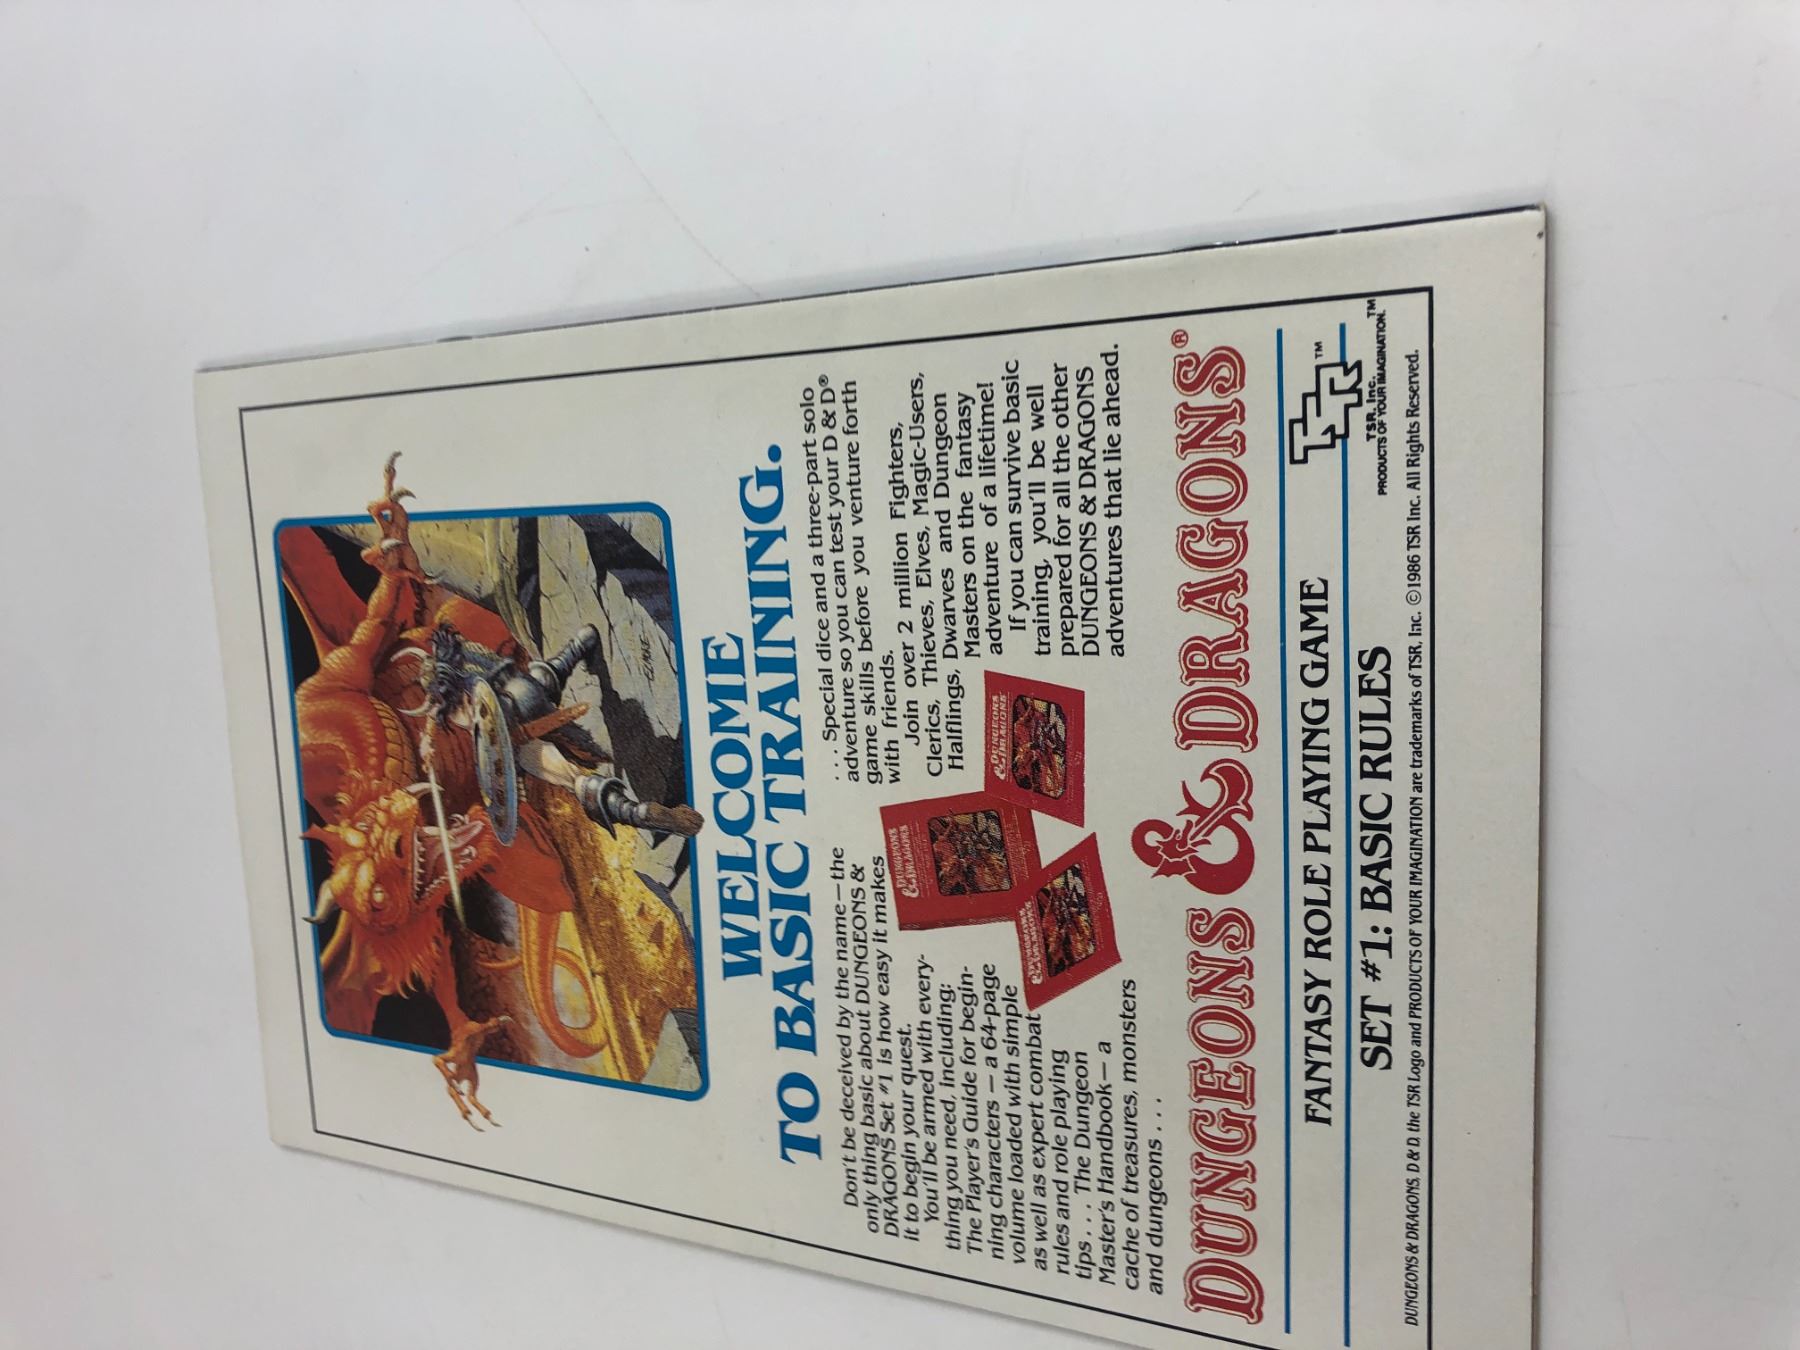 ELMORE
WELCOME
TO BASIC TRAINING.
Don't be deceived by the name—the
only thing basic about DUNGEONS &
DRAGONS Set #1 is how easy it makes
it to begin your quest.
You'll be armed with every-
thing you need, including:
The Player's Guide for begin-
ning characters — a 64-page
volume loaded with simple
as well as expert combat
rules and role playing
tips. . . The Dungeon
Master's Handbook— a
cache of treasures, monsters
and dungeons . . .
. . . Special dice and a three-part solo
adventure so you can test your D & D®
game skills before you venture forth
with friends.
Join over 2 million Fighters,
Clerics, Thieves, Elves, Magic-Users,
Halflings, Dwarves and Dungeon
Masters on the fantasy
adventure of a lifetime!
If you can survive basic
training, you'll be well
prepared for all the other
DUNGEONS & DRAGONS
adventures that lie ahead.
DUNGEONS
& DRAGONS
DUNGEONS
& DRAGONS
DUNGEONS
& DRAGONS
DUNGEONS & DRAGONS®
FANTASY ROLE PLAYING GAME
SET #1: BASIC RULES
TSR™
TSR, Inc.
PRODUCTS OF YOUR IMAGINATION.™
DUNGEONS & DRAGONS, D & D, the TSR Logo and PRODUCTS OF YOUR IMAGINATION are trademarks of TSR, Inc. ©1986 TSR Inc. All Rights Reserved.